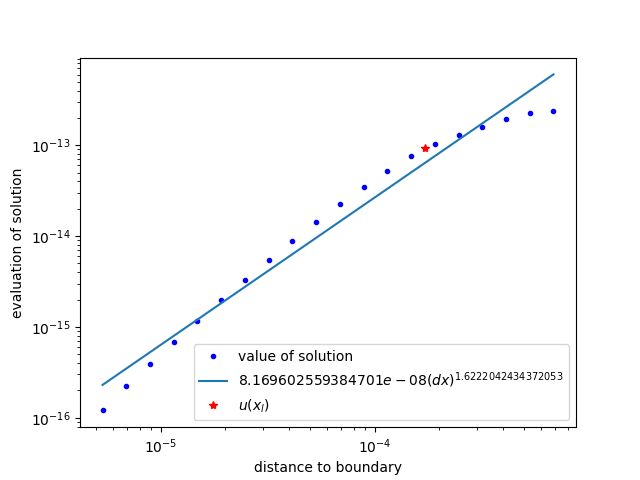 evaluation of solution
10⁻¹³
10⁻¹⁴
10⁻¹⁵
10⁻¹⁶
value of solution
8.169602559384701e − 08(dx)^1.6222042434372053
u(x_l)
10⁻⁵ 10⁻⁴
distance to boundary